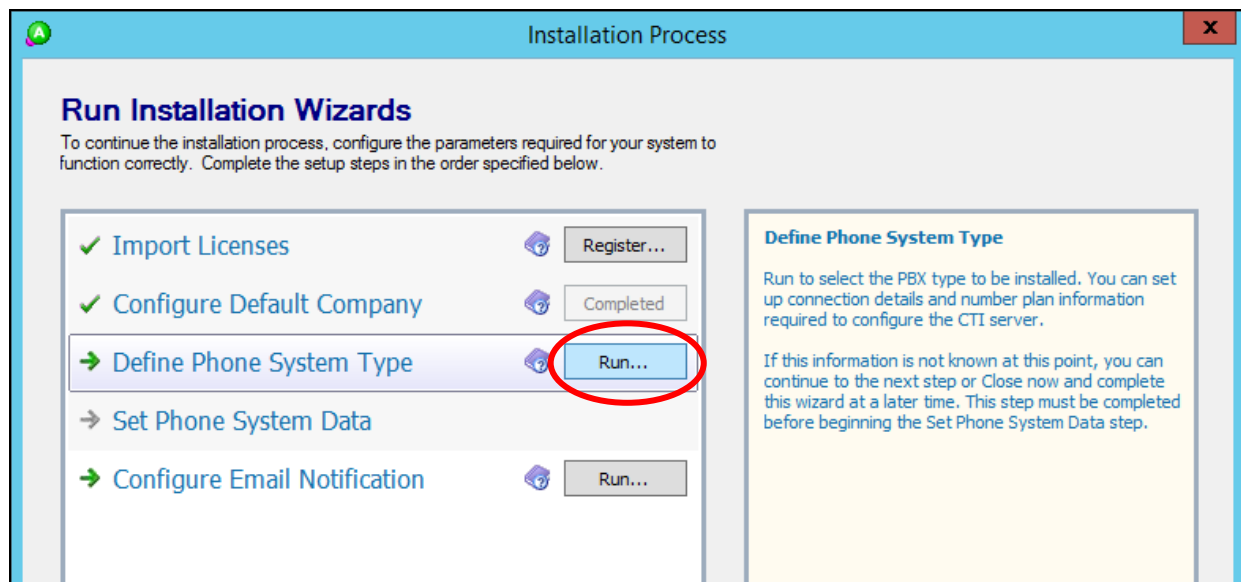 Installation Process
x
Run Installation Wizards
To continue the installation process, configure the parameters required for your system to
function correctly. Complete the setup steps in the order specified below.
Import Licenses
Register...
Configure Default Company
Completed
Define Phone System Type
Run...
Set Phone System Data
Configure Email Notification
Run...
Define Phone System Type
Run to select the PBX type to be installed. You can set
up connection details and number plan information
required to configure the CTI server.
If this information is not known at this point, you can
continue to the next step or Close now and complete
this wizard at a later time. This step must be completed
before beginning the Set Phone System Data step.